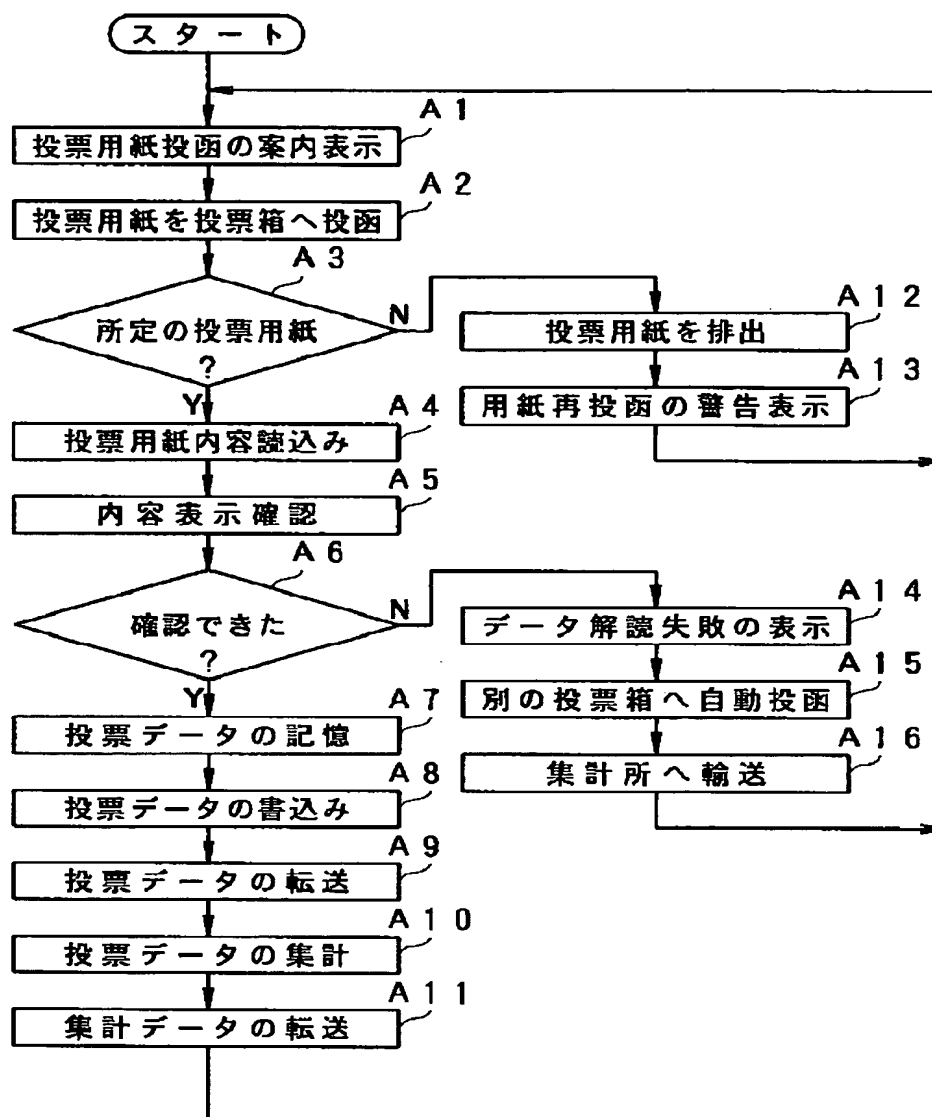 スタート
A1
投票用紙投函の案内表示
A2
投票用紙を投票箱へ投函
A3
所定の投票用紙
?
N
Y
A12
投票用紙を排出
A13
用紙再投函の警告表示
A4
投票用紙内容読込み
A5
内容表示確認
A6
確認できた
?
N
Y
A14
データ解読失敗の表示
A15
別の投票箱へ自動投函
A16
集計所へ輸送
A7
投票データの記憶
A8
投票データの書込み
A9
投票データの転送
A10
投票データの集計
A11
集計データの転送